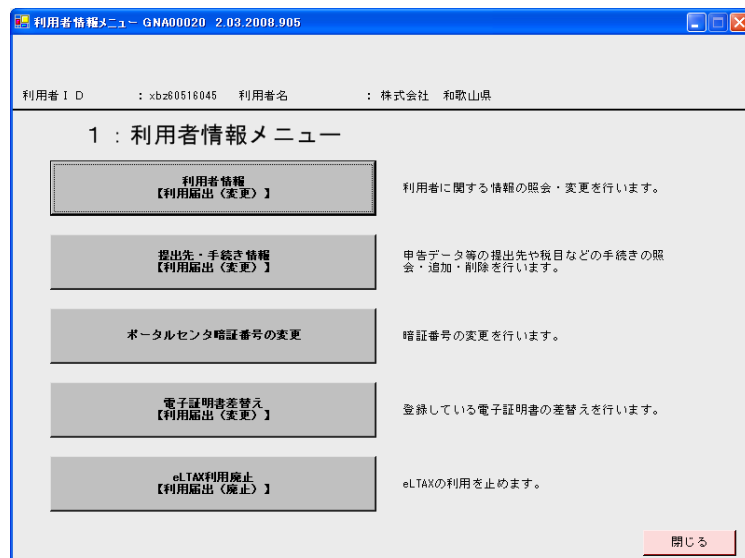 利用者情報メニュー GNA00020 2.03.2008.905
利用者ＩＤ : xbz60516045 利用者名 : 株式会社 和歌山県
１：利用者情報メニュー
利用者情報
【利用届出（変更）】
利用者に関する情報の照会・変更を行います。
提出先・手続き情報
【利用届出（変更）】
申告データ等の提出先や税目などの手続きの照
会・追加・削除を行います。
ポータルセンタ暗証番号の変更
暗証番号の変更を行います。
電子証明書差替え
【利用届出（変更）】
登録している電子証明書の差替えを行います。
eLTAX利用廃止
【利用届出（廃止）】
eLTAXの利用を止めます。
閉じる